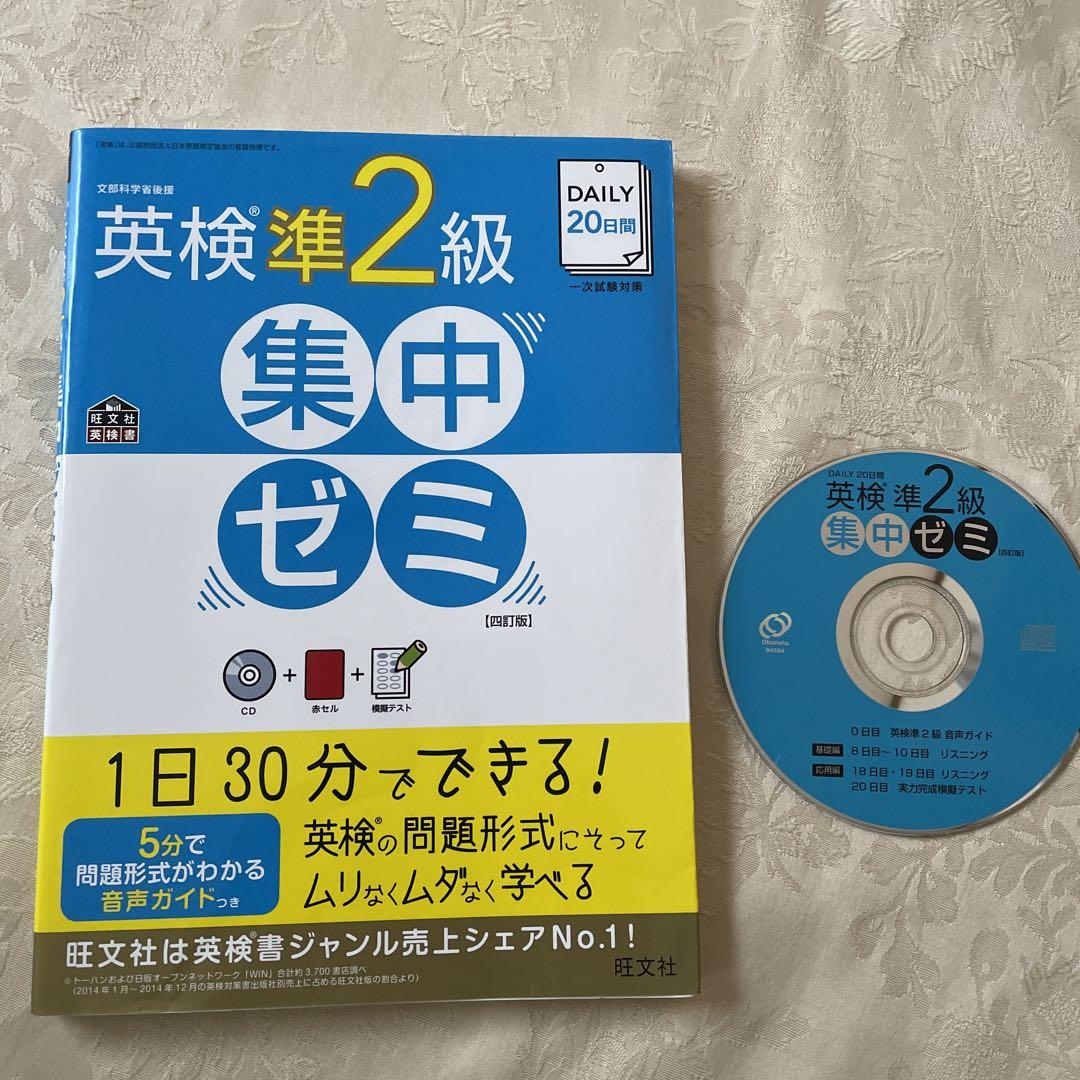 「英検」は、公益財団法人日本英語検定協会の登録商標です。
文部科学省後援
英検®準2級
DAILY
20日間
一次試験対策
集中
ゼミ
旺文社
英検書
【四訂版】
CD
+
赤セル
+
模擬テスト
1日30分でできる!
5分で
問題形式がわかる
音声ガイドつき
英検®の問題形式にそって
ムリなくムダなく学べる
旺文社は英検®書ジャンル売上シェアNo.1!
※トーハンおよび日販オープンネットワーク「WIN」合計約3,700書店調べ
(2014年1月〜2014年12月の英検対策書出版社別売上に占める旺文社版の割合より)
旺文社
DAILY 20日間
英検®準2級
集中ゼミ
【四訂版】
Obunsha
94584
0日目 英検準2級 音声ガイド
基礎編 8日目〜10日目 リスニング
応用編 18日目・19日目 リスニング
20日目 実力完成模擬テスト